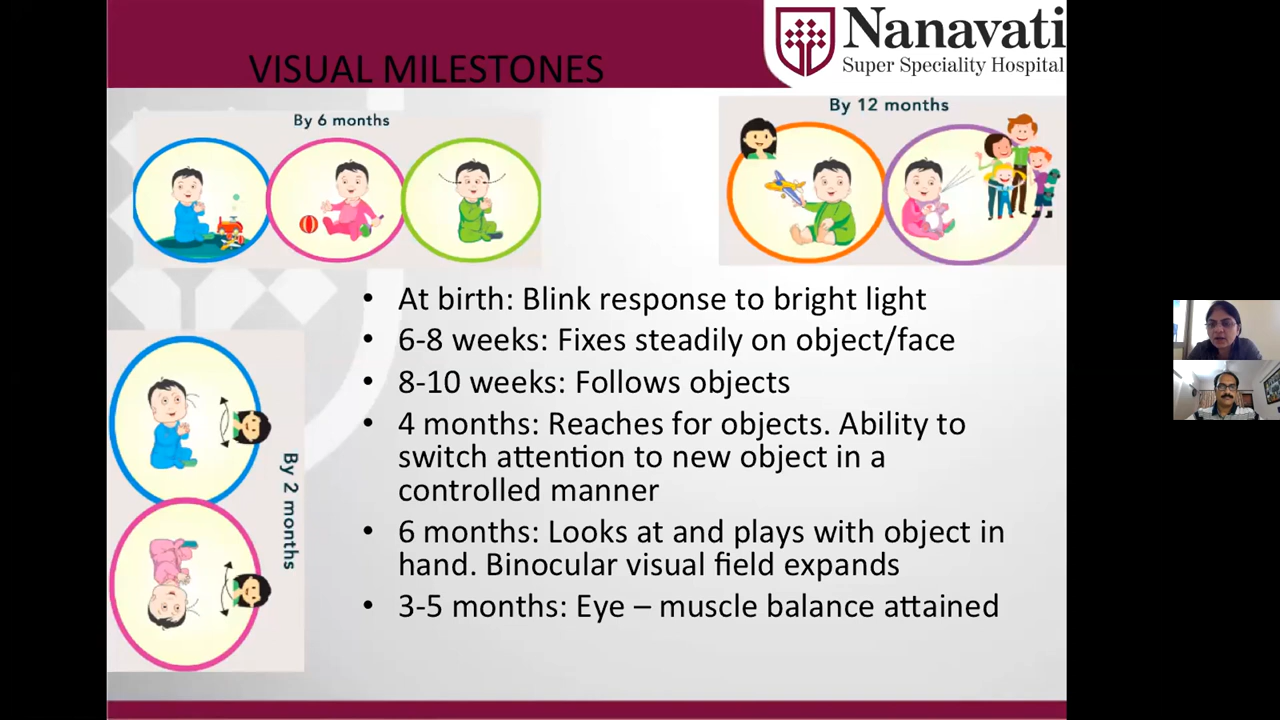 VISUAL MILESTONES
Nanavati
Super Speciality Hospital
By 6 months
By 12 months
By 2 months
• At birth: Blink response to bright light
• 6-8 weeks: Fixes steadily on object/face
• 8-10 weeks: Follows objects
• 4 months: Reaches for objects. Ability to
switch attention to new object in a
controlled manner
• 6 months: Looks at and plays with object in
hand. Binocular visual field expands
• 3-5 months: Eye – muscle balance attained